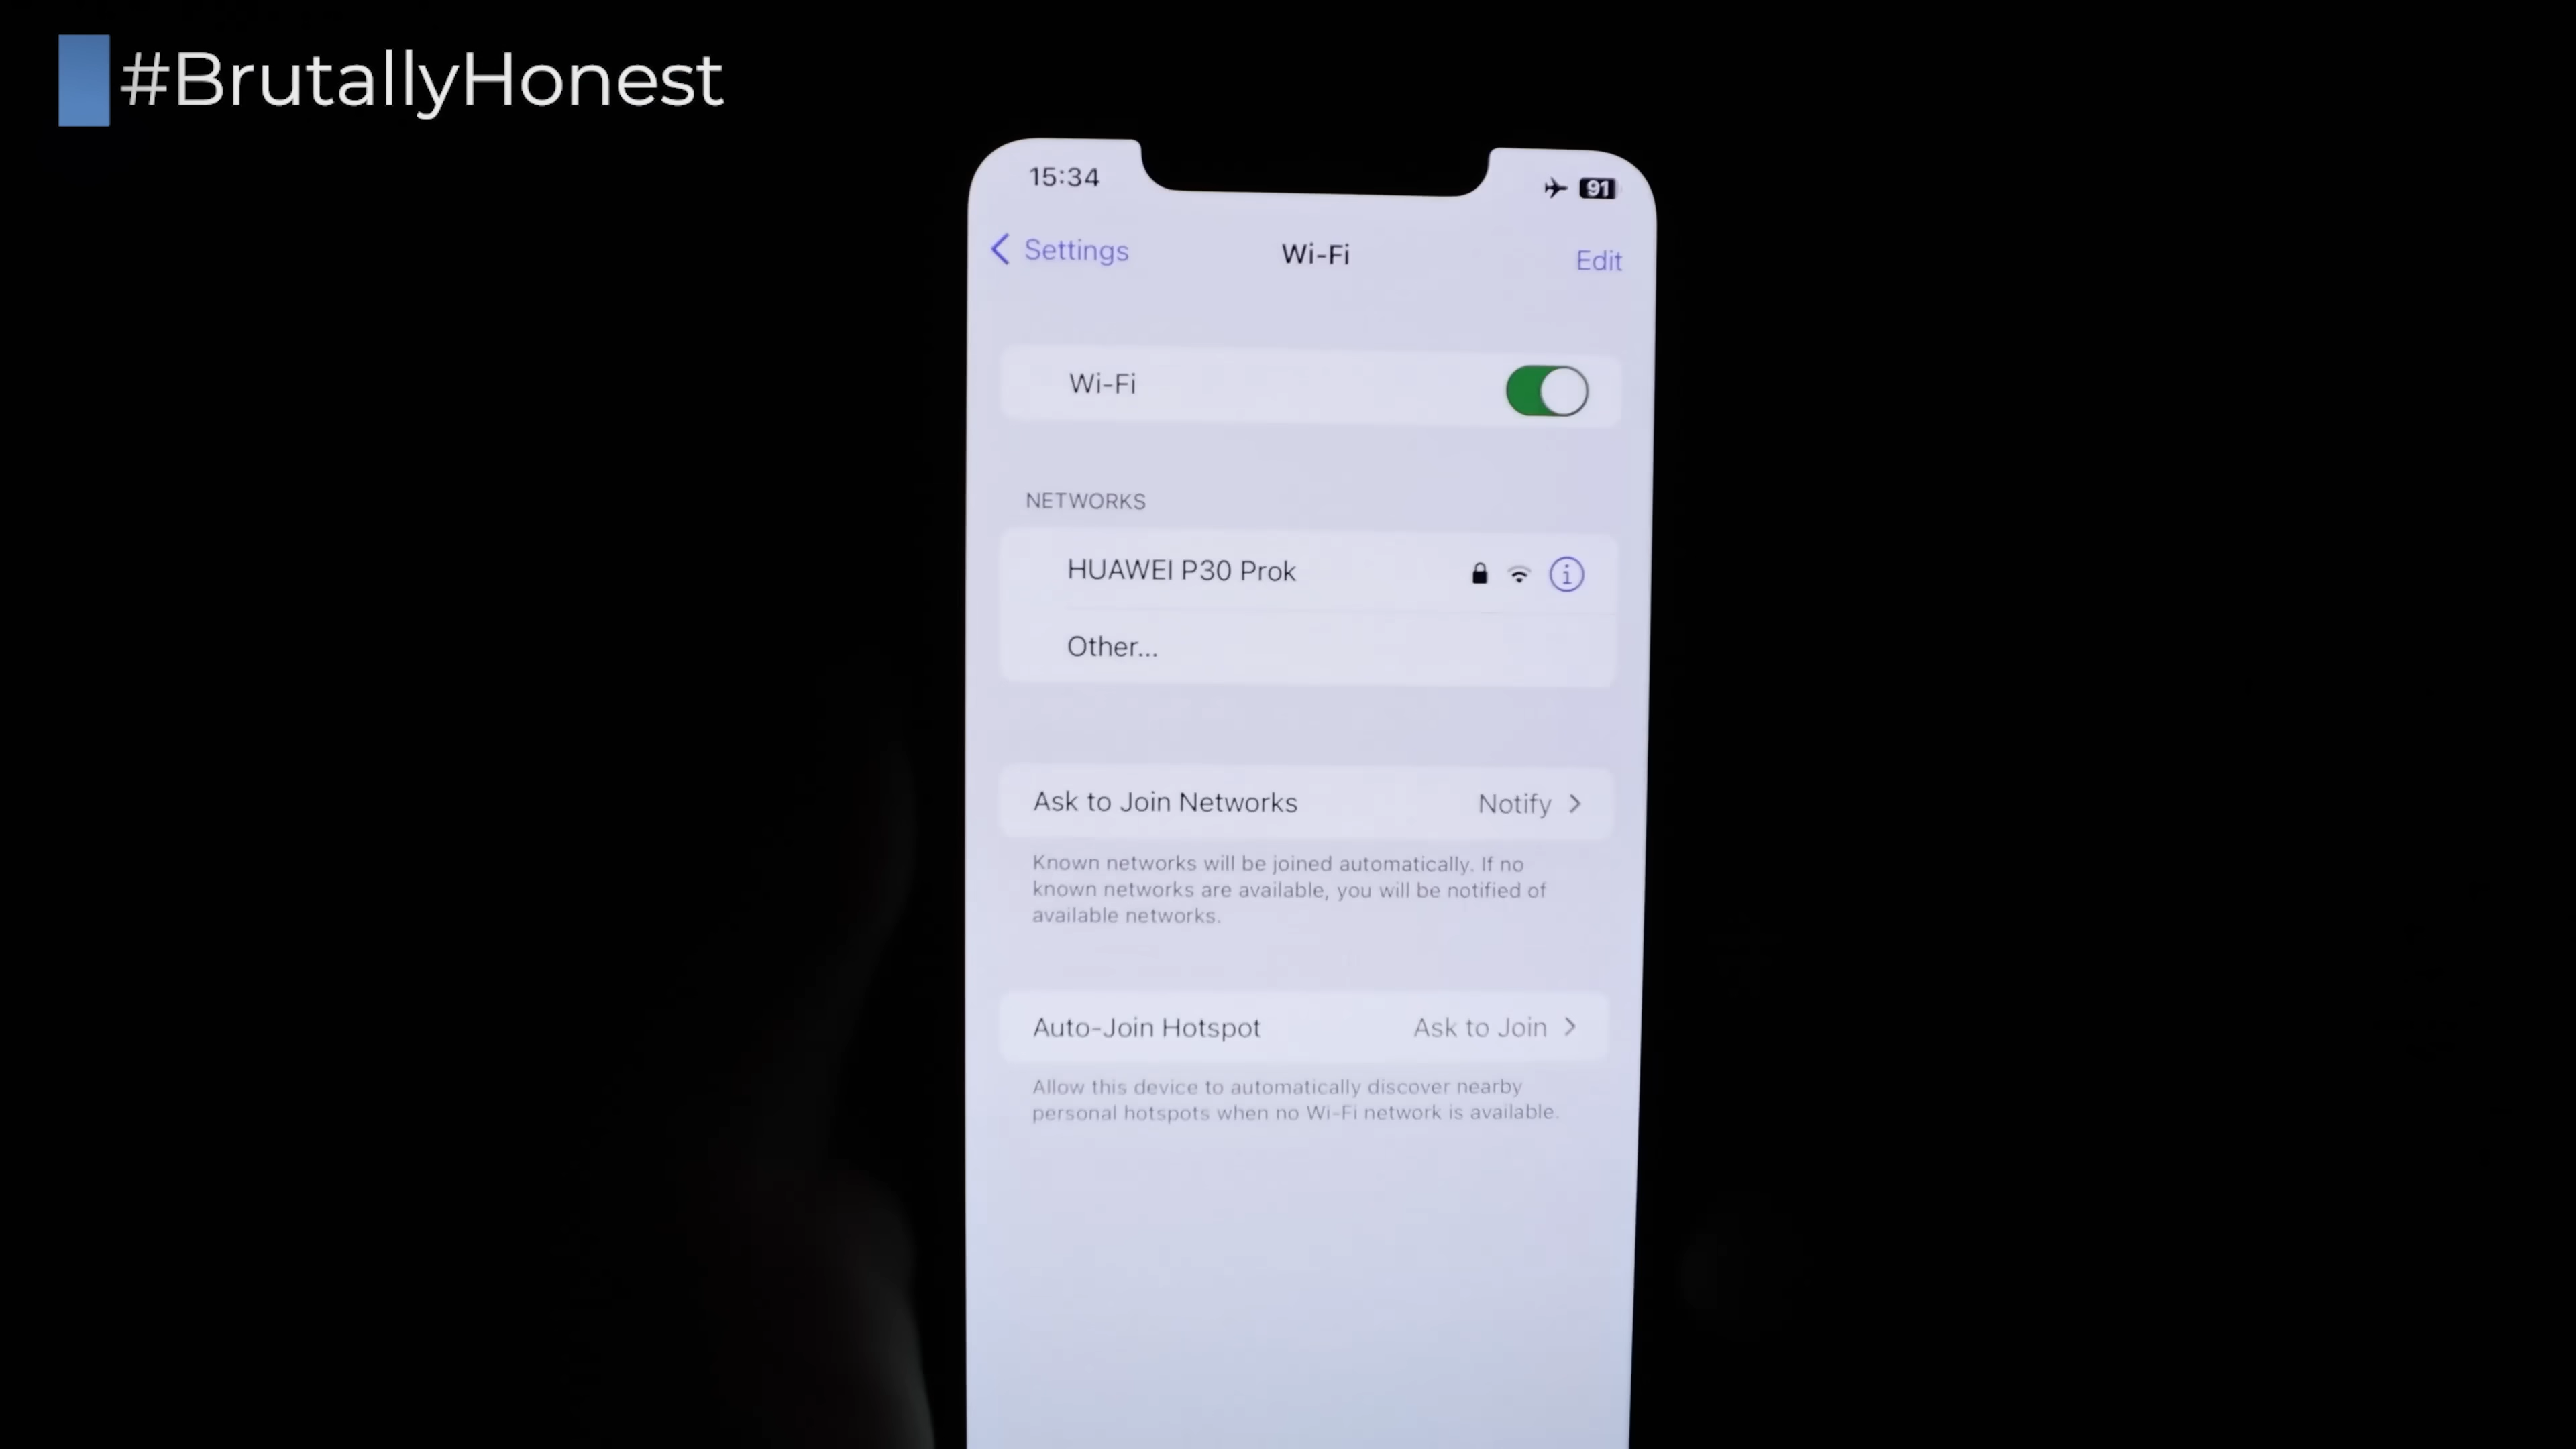 #BrutallyHonest
15:34
91
Settings
Wi-Fi
Edit
Wi-Fi
NETWORKS
HUAWEI P30 Prok
Other...
Ask to Join Networks
Notify
Known networks will be joined automatically. If no
known networks are available, you will be notified of
available networks.
Auto-Join Hotspot
Ask to Join
Allow this device to automatically discover nearby
personal hotspots when no Wi-Fi network is available.